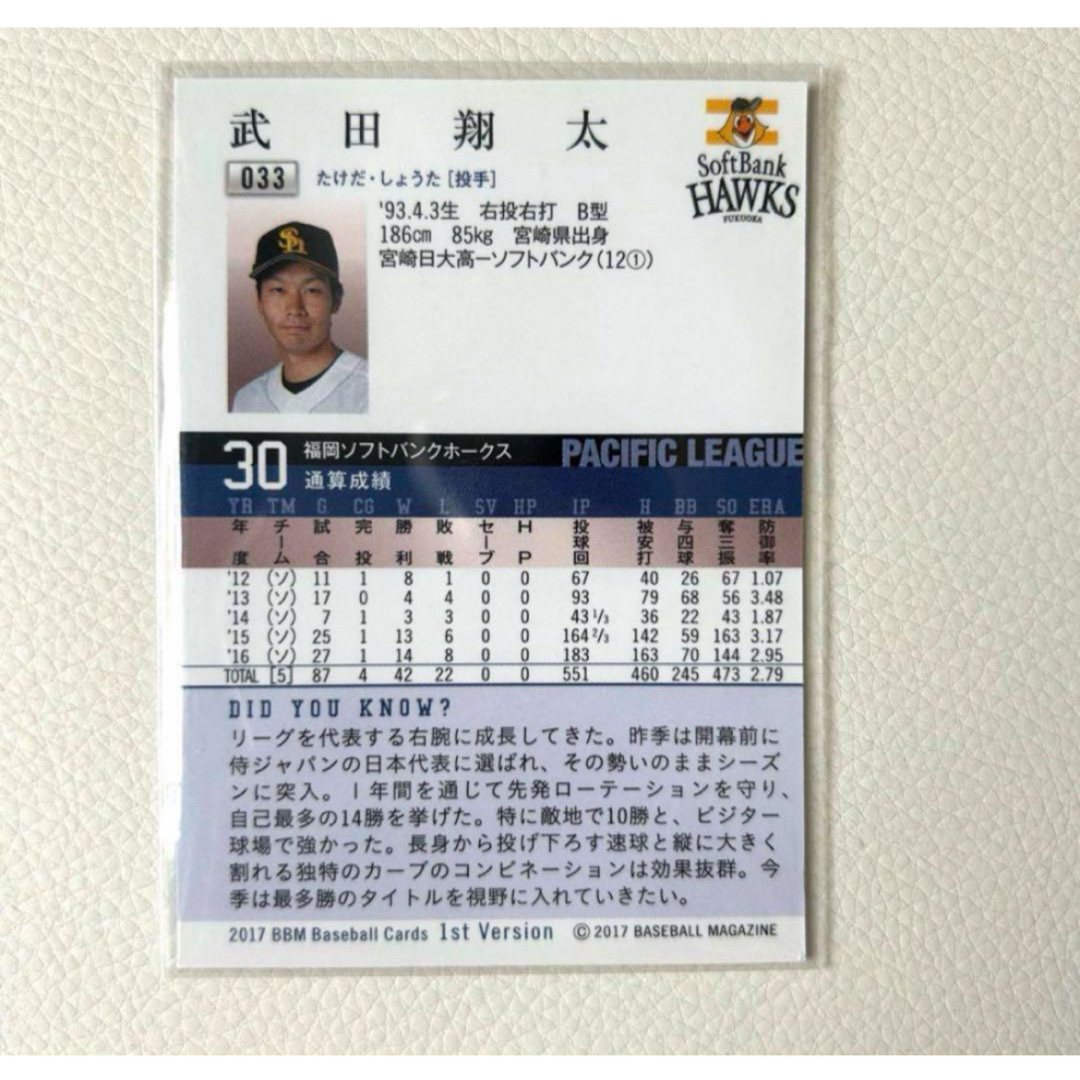 武田翔太
SoftBank
HAWKS
FUKUOKA
033 たけだ・しょうた[投手]
'93.4.3生 右投右打 B型
186cm 85kg 宮崎県出身
宮崎日大高ーソフトバンク(12①)
30 福岡ソフトバンクホークス PACIFIC LEAGUE
通算成績
YR TM G CG W L SV HP IP H BB SO ERA
年度 チーム 試合 完投 勝利 敗戦 セーブ HP 投球回 被安打 与四球 奪三振 防御率
'12 (ソ) 11 1 8 1 0 0 67 40 26 67 1.07
'13 (ソ) 17 0 4 4 0 0 93 79 68 56 3.48
'14 (ソ) 7 1 3 3 0 0 43 1/3 36 22 43 1.87
'15 (ソ) 25 1 13 6 0 0 164 2/3 142 59 163 3.17
'16 (ソ) 27 1 14 8 0 0 183 163 70 144 2.95
TOTAL [5] 87 4 42 22 0 0 551 460 245 473 2.79
DID YOU KNOW?
リーグを代表する右腕に成長してきた。昨季は開幕前に
侍ジャパンの日本代表に選ばれ、その勢いのままシーズ
ンに突入。1年間を通じて先発ローテーションを守り、
自己最多の14勝を挙げた。特に敵地で10勝と、ビジター
球場で強かった。長身から投げ下ろす速球と縦に大きく
割れる独特のカーブのコンビネーションは効果抜群。今
季は最多勝のタイトルを視野に入れていきたい。
2017 BBM Baseball Cards 1st Version © 2017 BASEBALL MAGAZINE